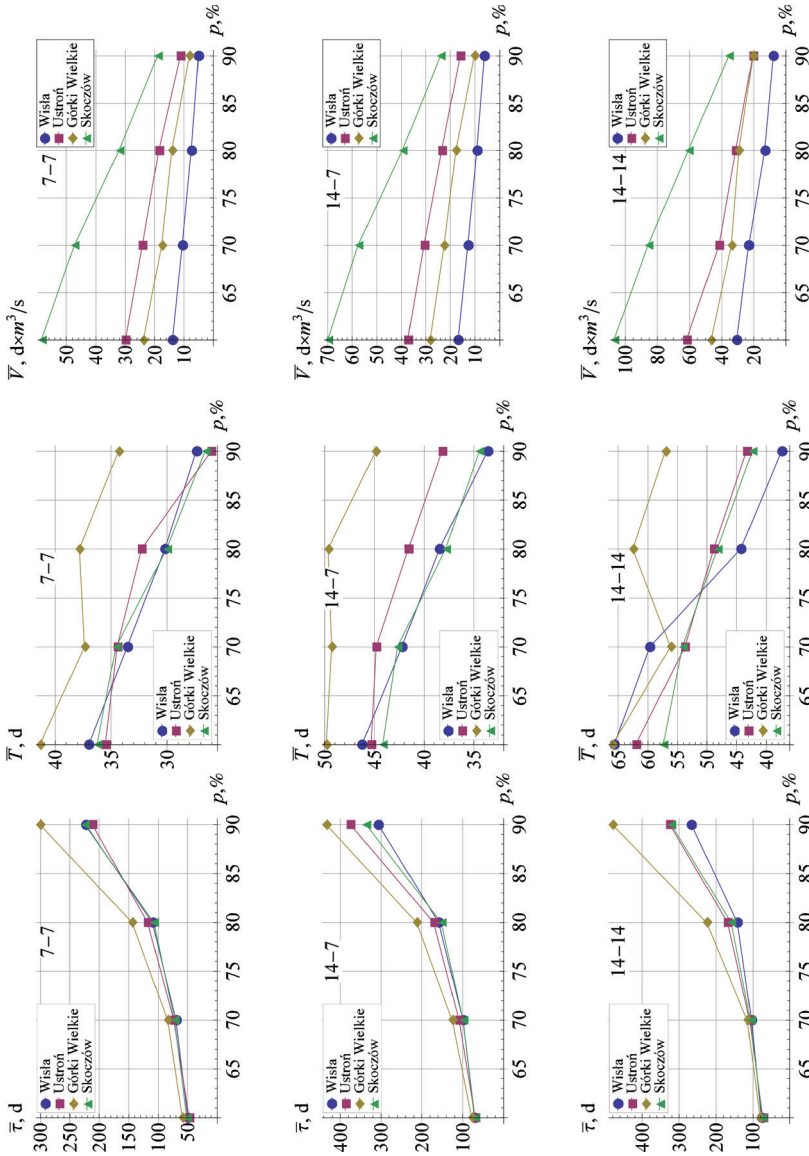 τ̅, d
300
250
200
150
100
50
65
70
75
80
85
90
p,%
7–7
Wisła
Ustroń
Górki Wielkie
Skoczów
T̅, d
40
35
30
65
70
75
80
85
90
p,%
7–7
Wisła
Ustroń
Górki Wielkie
Skoczów
V̅, d×m³/s
50
40
30
20
10
65
70
75
80
85
90
p,%
7–7
Wisła
Ustroń
Górki Wielkie
Skoczów
τ̅, d
400
300
200
100
65
70
75
80
85
90
p,%
14–7
Wisła
Ustroń
Górki Wielkie
Skoczów
T̅, d
50
45
40
35
65
70
75
80
85
90
p,%
14–7
Wisła
Ustroń
Górki Wielkie
Skoczów
V̅, d×m³/s
70
60
50
40
30
20
10
65
70
75
80
85
90
p,%
14–7
Wisła
Ustroń
Górki Wielkie
Skoczów
τ̅, d
400
300
200
100
65
70
75
80
85
90
p,%
14–14
Wisła
Ustroń
Górki Wielkie
Skoczów
T̅, d
65
60
55
50
45
40
65
70
75
80
85
90
p,%
14–14
Wisła
Ustroń
Górki Wielkie
Skoczów
V̅, d×m³/s
100
80
60
40
20
65
70
75
80
85
90
p,%
14–14
Wisła
Ustroń
Górki Wielkie
Skoczów